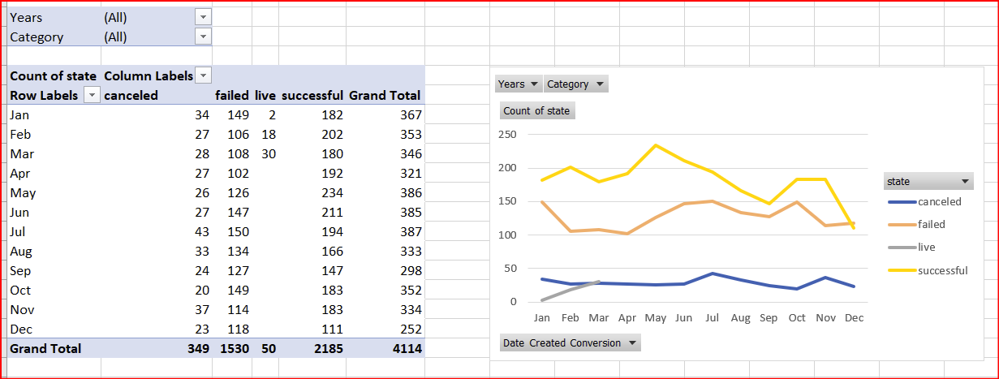 Years (All)
Category (All)
Count of state Column Labels
Row Labels canceled failed live successful Grand Total
Jan 34 149 2 182 367
Feb 27 106 18 202 353
Mar 28 108 30 180 346
Apr 27 102 192 321
May 26 126 234 386
Jun 27 147 211 385
Jul 43 150 194 387
Aug 33 134 166 333
Sep 24 127 147 298
Oct 20 149 183 352
Nov 37 114 183 334
Dec 23 118 111 252
Grand Total 349 1530 50 2185 4114
Years Category
Count of state
250
200
150
100
50
0
Jan Feb Mar Apr May Jun Jul Aug Sep Oct Nov Dec
state
canceled
failed
live
successful
Date Created Conversion